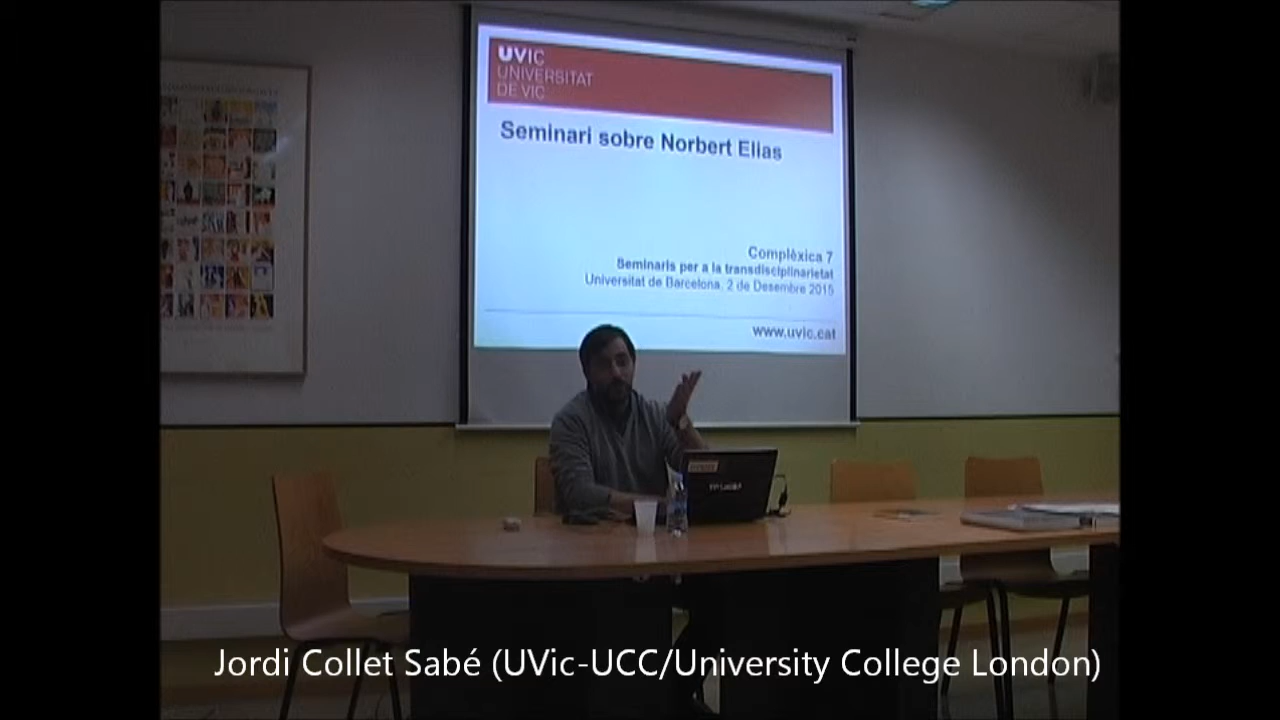 UVIC
UNIVERSITAT
DE VIC
Seminari sobre Norbert Elias
Complèxica 7
Seminaris per a la transdisciplinarietat
Universitat de Barcelona, 2 de Desembre 2015
www.uvic.cat
Jordi Collet Sabé (UVic-UCC/University College London)